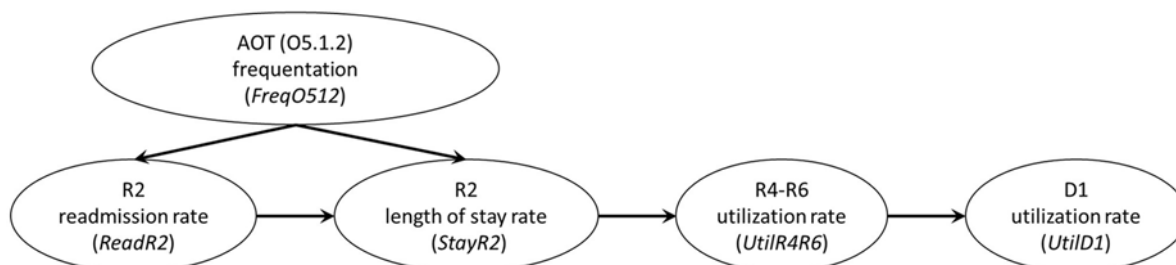 AOT (O5.1.2)
frequentation
(FreqO512)
R2
readmission rate
(ReadR2)
R2
length of stay rate
(StayR2)
R4-R6
utilization rate
(UtilR4R6)
D1
utilization rate
(UtilD1)